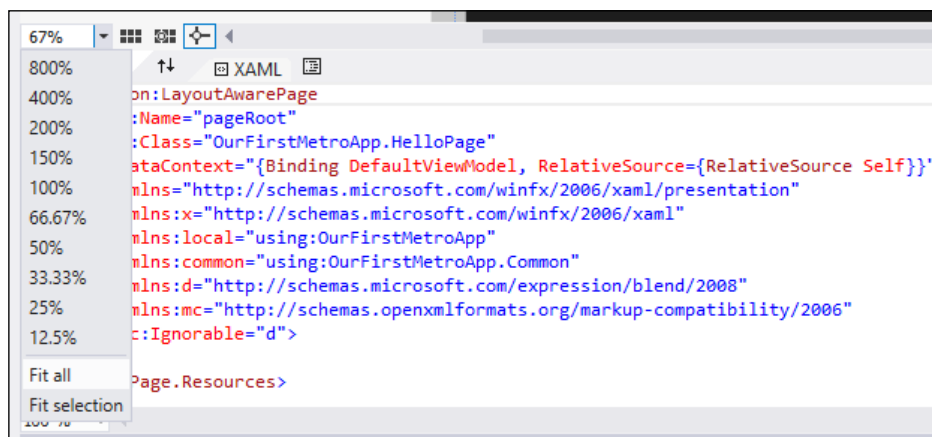 67%
XAML
800%
400%
200%
150%
100%
66.67%
50%
33.33%
25%
12.5%
Fit all
Fit selection
on:LayoutAwarePage
:Name="pageRoot"
:Class="OurFirstMetroApp.HelloPage"
ataContext="{Binding DefaultViewModel, RelativeSource={RelativeSource Self}}"
mlns="http://schemas.microsoft.com/winfx/2006/xaml/presentation"
mlns:x="http://schemas.microsoft.com/winfx/2006/xaml"
mlns:local="using:OurFirstMetroApp"
mlns:common="using:OurFirstMetroApp.Common"
mlns:d="http://schemas.microsoft.com/expression/blend/2008"
mlns:mc="http://schemas.openxmlformats.org/markup-compatibility/2006"
c:Ignorable="d">
Page.Resources>